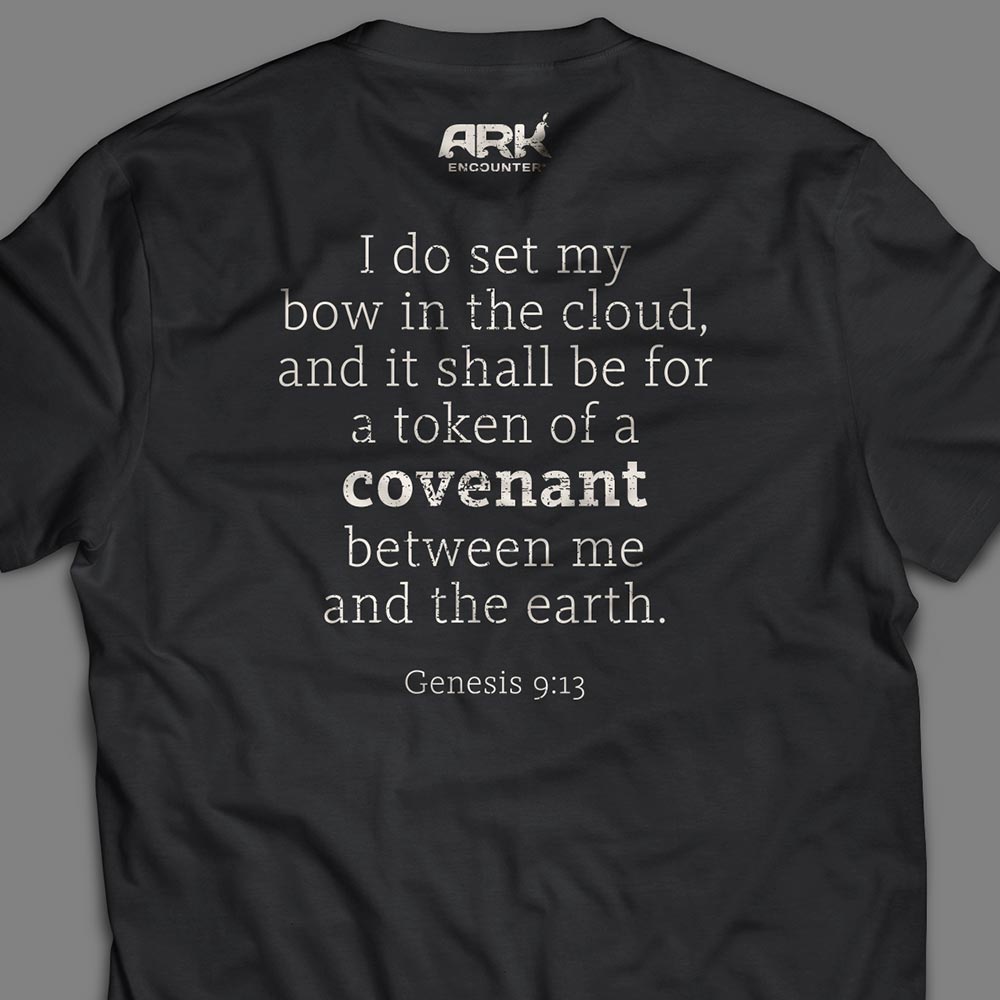 ARK
ENCOUNTER
I do set my
bow in the cloud,
and it shall be for
a token of a
covenant
between me
and the earth.
Genesis 9:13